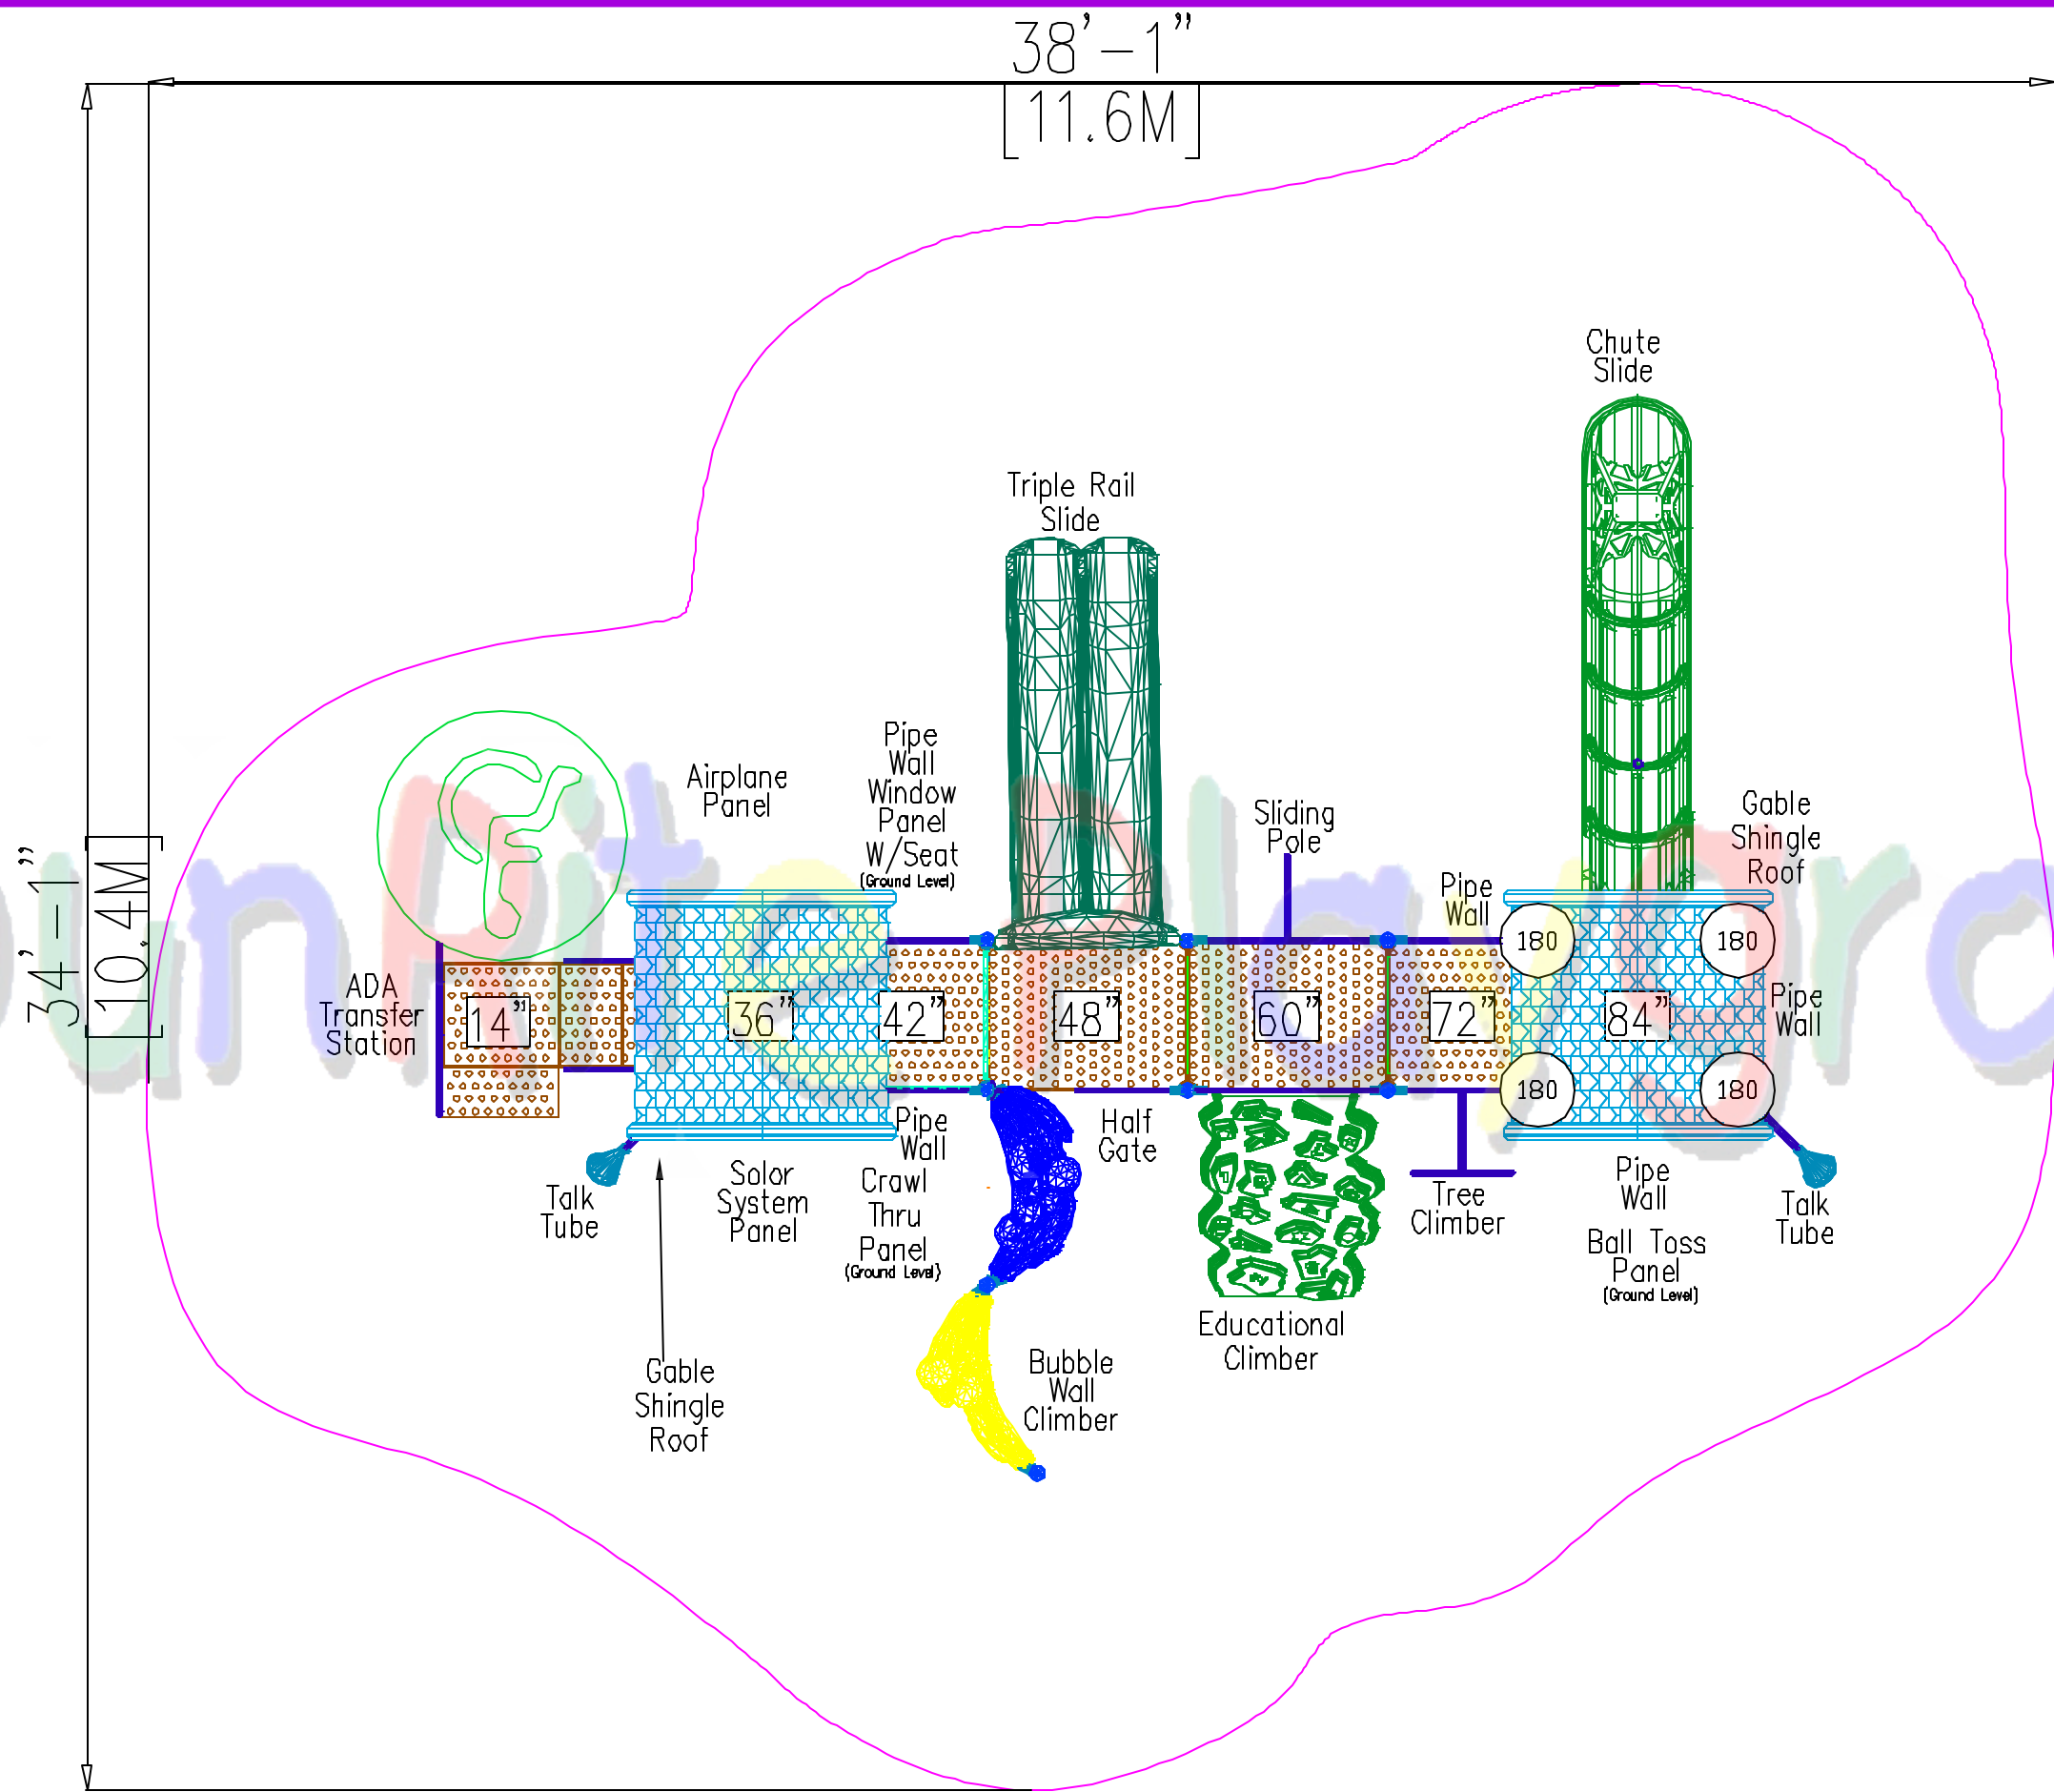 38'-1"
[11.6M]
34'-1"
10.4M
Chute
Slide
Triple Rail
Slide
Airplane
Panel
Pipe
Wall
Window
Panel
W/Seat
(Ground Level)
Sliding
Pole
Pipe
Wall
Gable
Shingle
Roof
ADA
Transfer
Station
14"
36"
42"
48"
60"
72"
84"
180
180
180
180
Pipe
Wall
Talk
Tube
Solor
System
Panel
Pipe
Wall
Crawl
Thru
Panel
(Ground Level)
Half
Gate
Tree
Climber
Pipe
Wall
Ball Toss
Panel
(Ground Level)
Talk
Tube
Gable
Shingle
Roof
Bubble
Wall
Climber
Educational
Climber